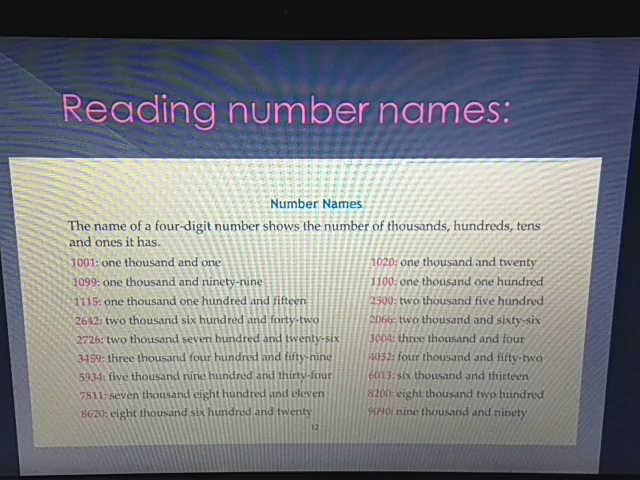 Reading number names:
Number Names
The name of a four-digit number shows the number of thousands, hundreds, tens
and ones it has.
1001: one thousand and one
1099: one thousand and ninety-nine
1115: one thousand one hundred and fifteen
2642: two thousand six hundred and forty-two
2726: two thousand seven hundred and twenty-six
3459: three thousand four hundred and fifty-nine
5934: five thousand nine hundred and thirty-four
7811: seven thousand eight hundred and eleven
8620: eight thousand six hundred and twenty
1020: one thousand and twenty
1100: one thousand one hundred
2500: two thousand five hundred
2066: two thousand and sixty-six
3004: three thousand and four
4052: four thousand and fifty-two
6013: six thousand and thirteen
8200: eight thousand two hundred
9090: nine thousand and ninety
12